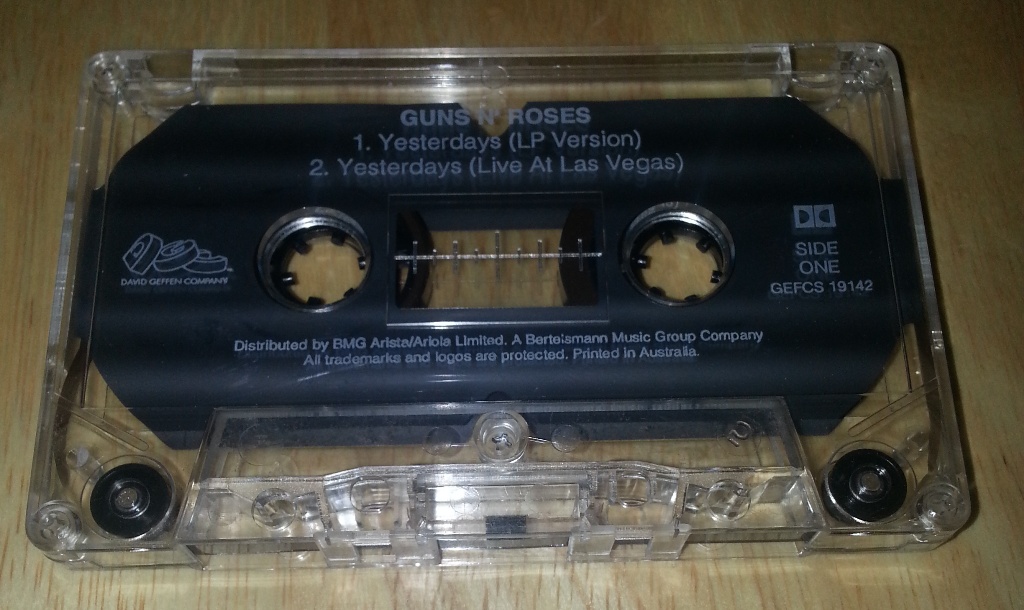 GUNS N' ROSES
1. Yesterdays (LP Version)
2. Yesterdays (Live At Las Vegas)
DAVID GEFFEN COMPANY
SIDE
ONE
GEFCS 19142
Distributed by BMG Arista/Ariola Limited. A Bertelsmann Music Group Company
All trademarks and logos are protected. Printed in Australia.